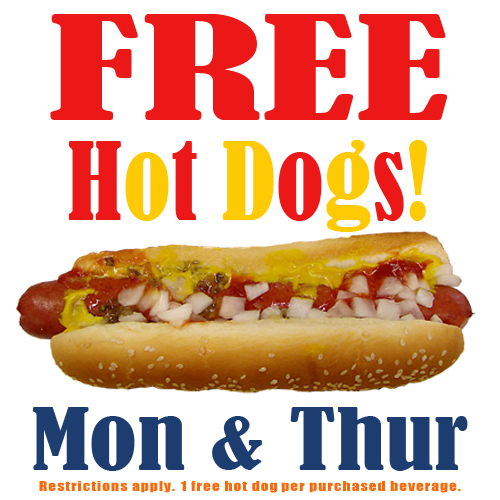 FREE
Hot Dogs!
Mon & Thur
Restrictions apply. 1 free hot dog per purchased beverage.